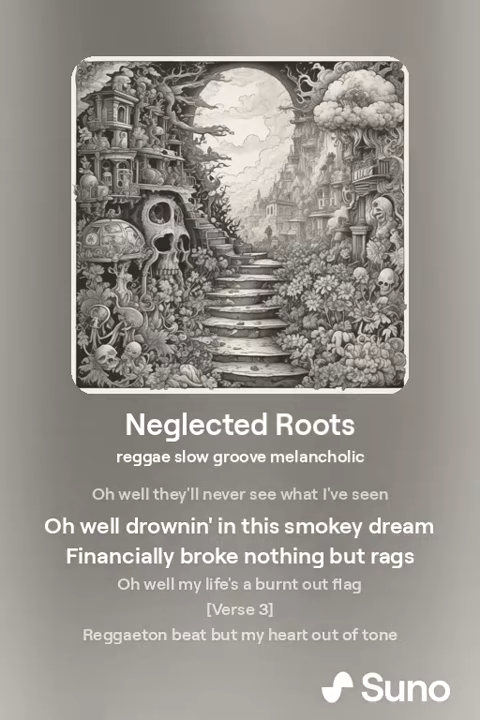 Neglected Roots
reggae slow groove melancholic
Oh well they'll never see what I've seen
Oh well drownin' in this smokey dream
Financially broke nothing but rags
Oh well my life's a burnt out flag
[Verse 3]
Reggaeton beat but my heart out of tone
Suno